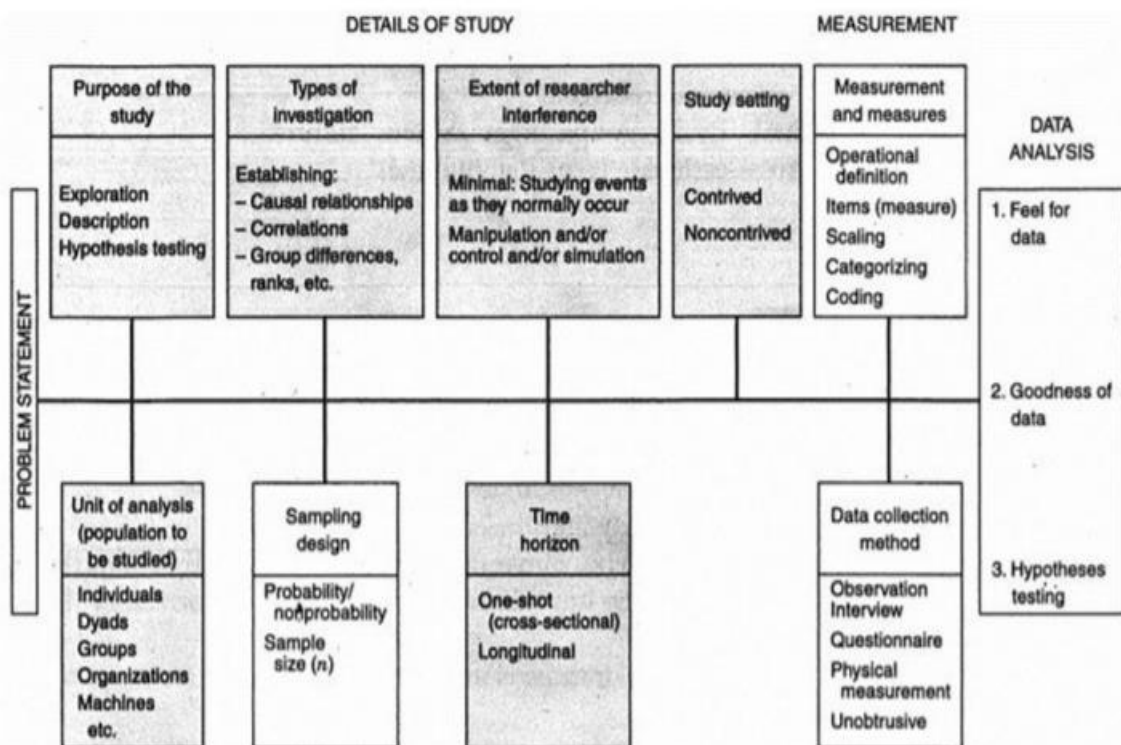 DETAILS OF STUDY
MEASUREMENT
Purpose of the
study
Exploration
Description
Hypothesis testing
Types of
investigation
Establishing:
– Causal relationships
– Correlations
– Group differences,
ranks, etc.
Extent of researcher
interference
Minimal: Studying events
as they normally occur
Manipulation and/or
control and/or simulation
Study setting
Contrived
Noncontrived
Measurement
and measures
Operational
definition
Items (measure)
Scaling
Categorizing
Coding
DATA
ANALYSIS
1. Feel for
data
2. Goodness of
data
3. Hypotheses
testing
PROBLEM STATEMENT
Unit of analysis
(population to
be studied)
Individuals
Dyads
Groups
Organizations
Machines
etc.
Sampling
design
Probability/
nonprobability
Sample
size (n)
Time
horizon
One-shot
(cross-sectional)
Longitudinal
Data collection
method
Observation
Interview
Questionnaire
Physical
measurement
Unobtrusive